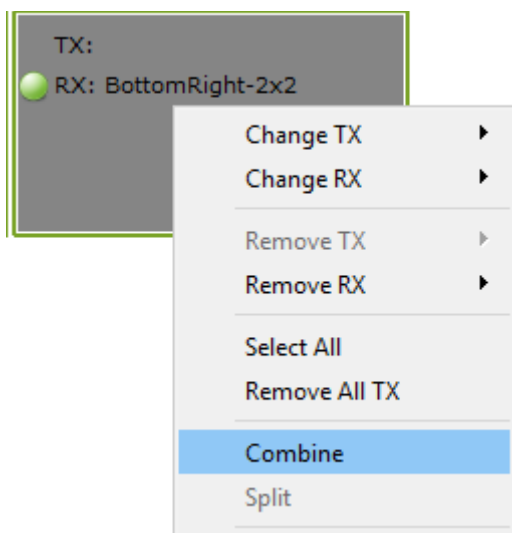 TX:
RX: BottomRight-2x2
Change TX
Change RX
Remove TX
Remove RX
Select All
Remove All TX
Combine
Split